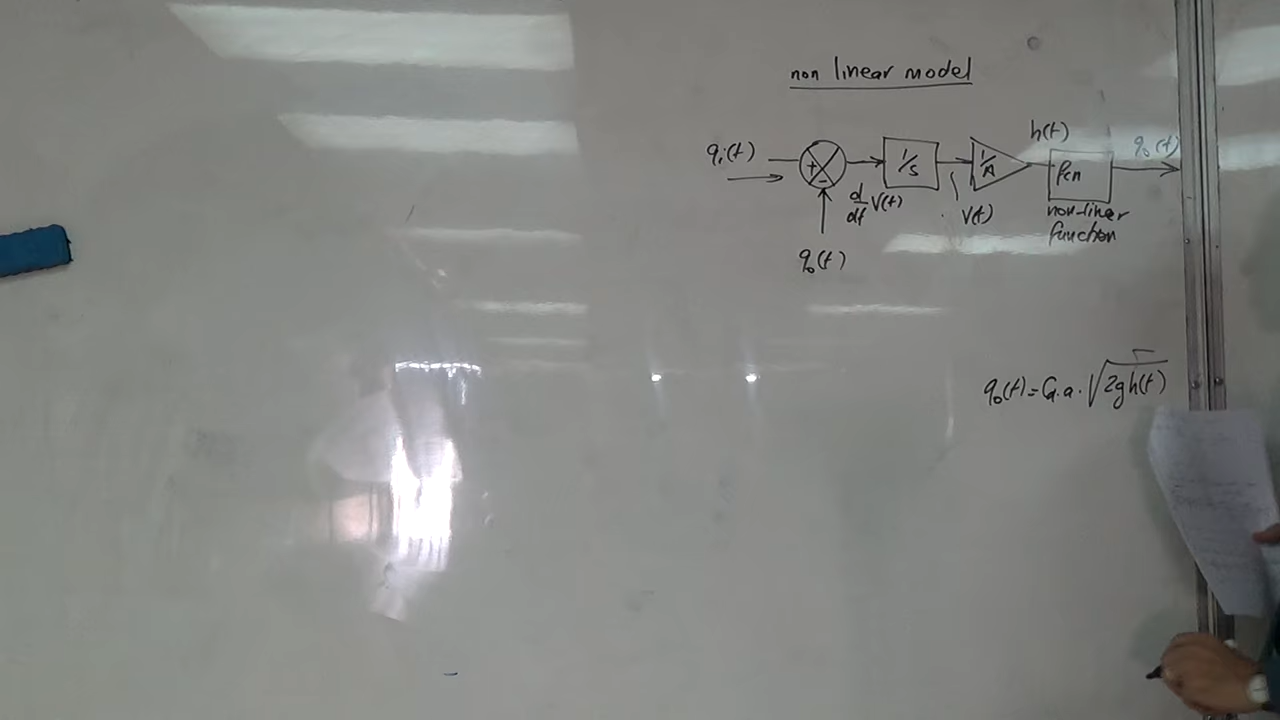 non linear model
qi(t)
+
-
qo(t)
d/dt V(t)
1/s
V(t)
1/A
h(t)
fcn
non-linear
function
qo(t)
qo(t) = Cd.a.√2gh(t)